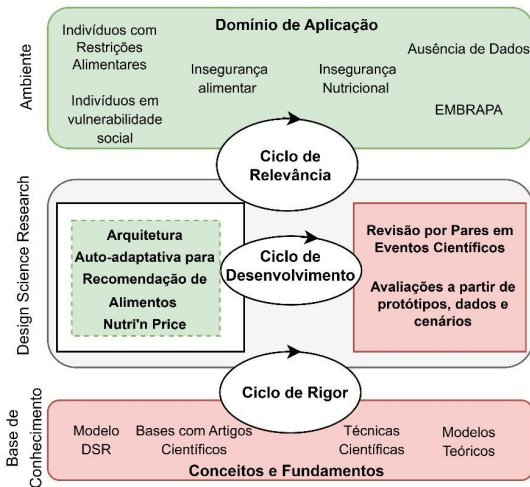 Ambiente
Domínio de Aplicação
Indivíduos com
Restrições
Alimentares
Indivíduos em
vulnerabilidade
social
Insegurança
alimentar
Insegurança
Nutricional
Ausência de Dados
EMBRAPA
Ciclo de
Relevância
Design Science Research
Arquitetura
Auto-adaptativa para
Recomendação de
Alimentos
Nutri'n Price
Ciclo de
Desenvolvimento
Revisão por Pares em
Eventos Científicos
Avaliações a partir de
protótipos, dados e
cenários
Ciclo de Rigor
Base de
Conhecimento
Modelo
DSR
Bases com Artigos
Científicos
Técnicas
Científicas
Modelos
Teóricos
Conceitos e Fundamentos